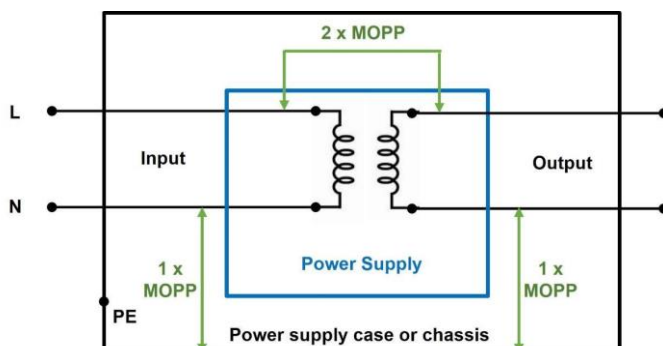 2 x MOPP
L
Input
Output
N
Power Supply
1 x
MOPP
1 x
MOPP
PE
Power supply case or chassis